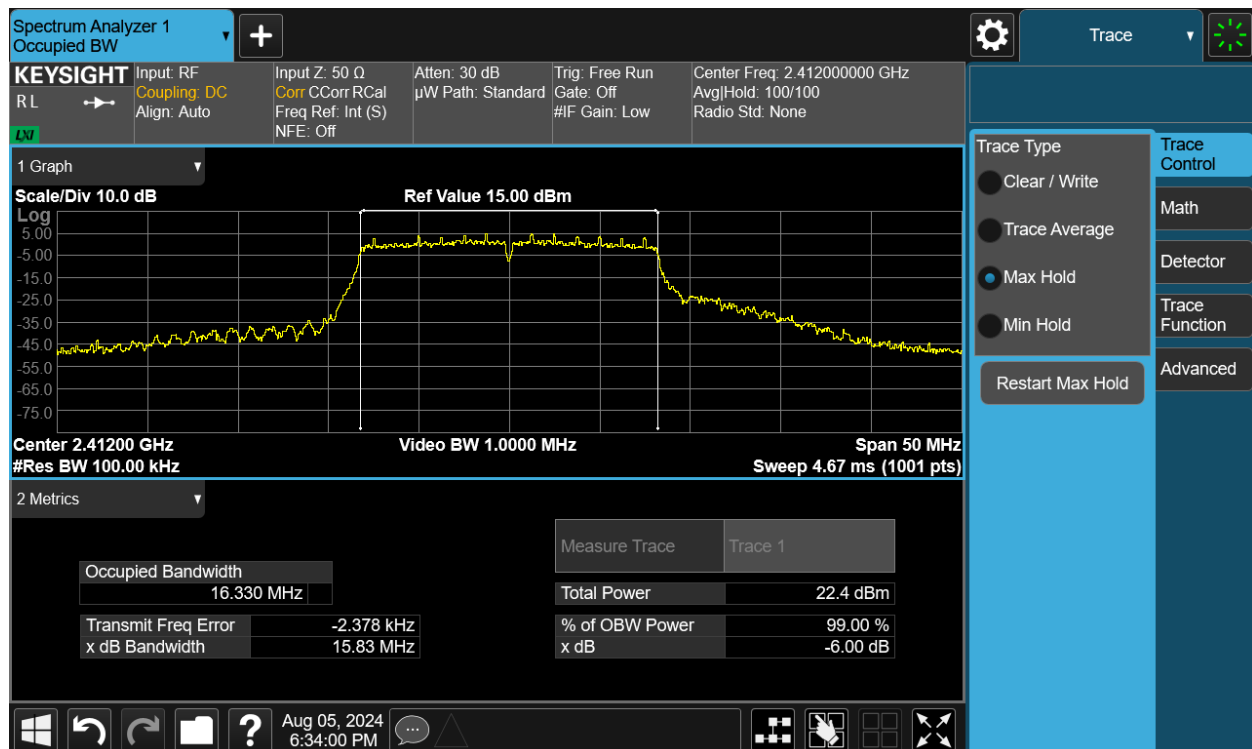 Spectrum Analyzer 1
Occupied BW
▼
+
Trace
▼
KEYSIGHT
R L
LXI
Input: RF
Coupling: DC
Align: Auto
Input Z: 50 Ω
Corr CCorr RCal
Freq Ref: Int (S)
NFE: Off
Atten: 30 dB
µW Path: Standard
Trig: Free Run
Gate: Off
#IF Gain: Low
Center Freq: 2.412000000 GHz
Avg|Hold: 100/100
Radio Std: None
1 Graph
▼
Scale/Div 10.0 dB
Ref Value 15.00 dBm
Log
5.00
-5.00
-15.0
-25.0
-35.0
-45.0
-55.0
-65.0
-75.0
Center 2.41200 GHz
Video BW 1.0000 MHz
Span 50 MHz
#Res BW 100.00 kHz
Sweep 4.67 ms (1001 pts)
2 Metrics
▼
Measure Trace
Trace 1
Occupied Bandwidth
16.330 MHz
Total Power
22.4 dBm
Transmit Freq Error
-2.378 kHz
% of OBW Power
99.00 %
x dB Bandwidth
15.83 MHz
x dB
-6.00 dB
Trace Type
Clear / Write
Trace Average
Max Hold
Min Hold
Restart Max Hold
Trace
Control
Math
Detector
Trace
Function
Advanced
?
Aug 05, 2024
6:34:00 PM
...